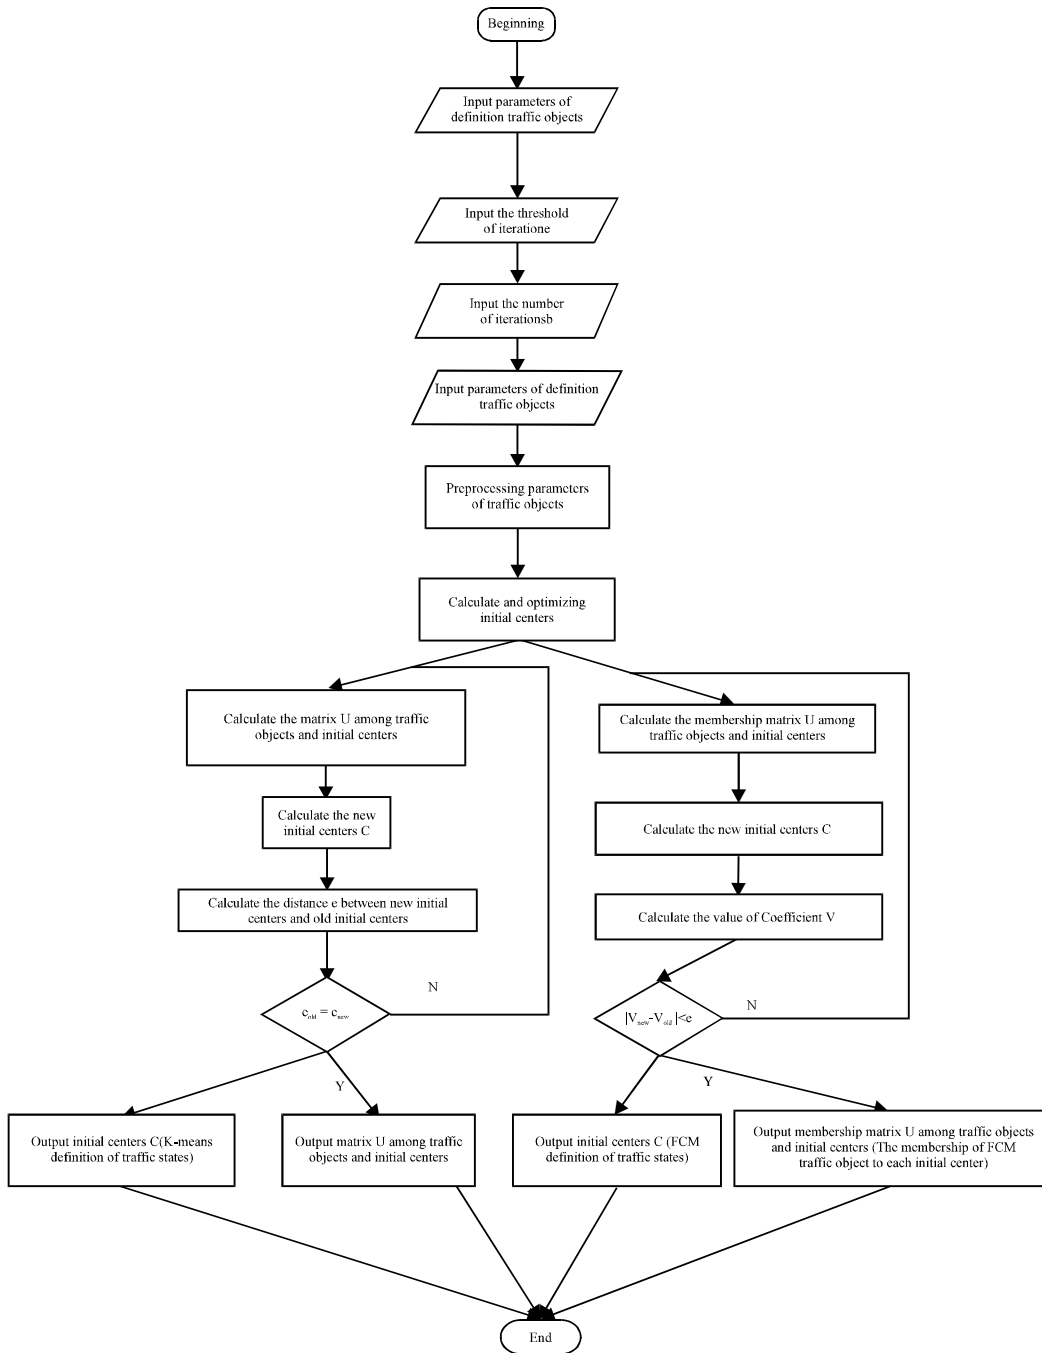 Beginning
Input parameters of
definition traffic objects
Input the threshold
of iteratione
Input the number
of iterationsb
Input parameters of definition
traffic objects
Preprocessing parameters
of traffic objects
Calculate and optimizing
initial centers
Calculate the matrix U among traffic
objects and initial centers
Calculate the new
initial centers C
Calculate the distance e between new initial
centers and old initial centers
c_old = c_new
N
Y
Output initial centers C(K-means
definition of traffic states)
Output matrix U among traffic
objects and initial centers
Calculate the membership matrix U among
traffic objects and initial centers
Calculate the new initial centers C
Calculate the value of Coefficient V
|V_new-V_old |<e
N
Y
Output initial centers C (FCM
definition of traffic states)
Output membership matrix U among traffic objects
and initial centers (The membership of FCM
traffic object to each initial center)
End